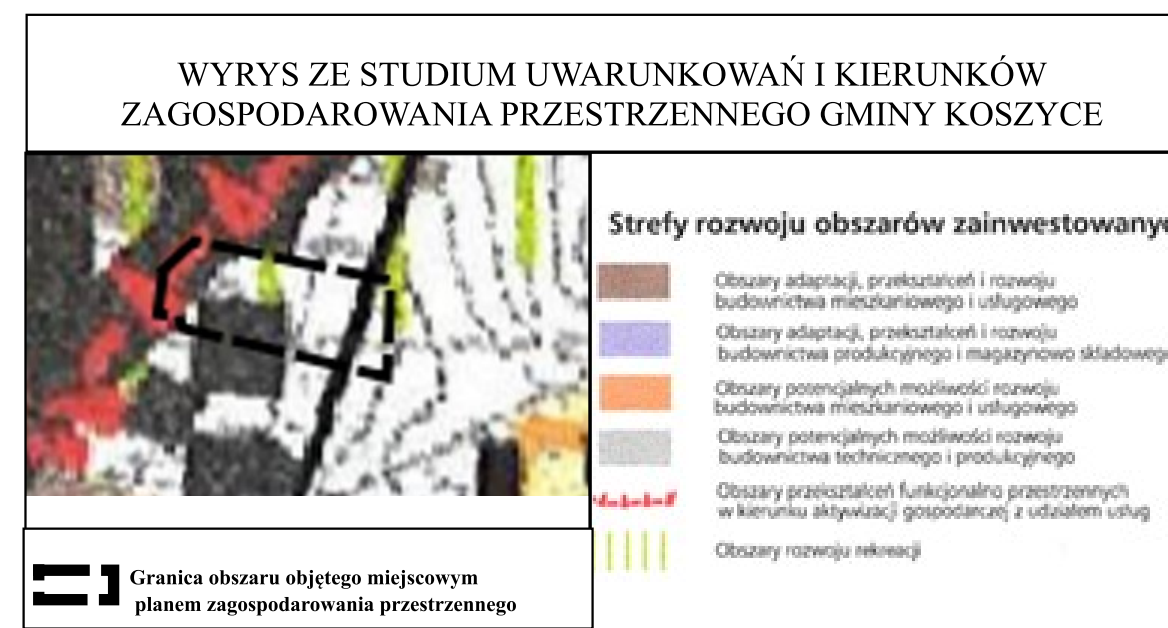 WYRYS ZE STUDIUM UWARUNKOWAŃ I KIERUNKÓW
ZAGOSPODAROWANIA PRZESTRZENNEGO GMINY KOSZYCE
Strefy rozwoju obszarów zainwestowany
Obszary adaptacji, przekształceń i rozwoju
budownictwa mieszkaniowego i usługowego
Obszary adaptacji, przekształceń i rozwoju
budownictwa produkcyjnego i magazynowo składoweg
Obszary potencjalnych możliwości rozwoju
budownictwa mieszkaniowego i usługowego
Obszary potencjalnych możliwości rozwoju
budownictwa technicznego i produkcyjnego
Obszary przekształceń funkcjonalno przestrzennych
w kierunku aktywizacji gospodarczej z udziałem usług
Obszary rozwoju rekreacji
Granica obszaru objętego miejscowym
planem zagospodarowania przestrzennego